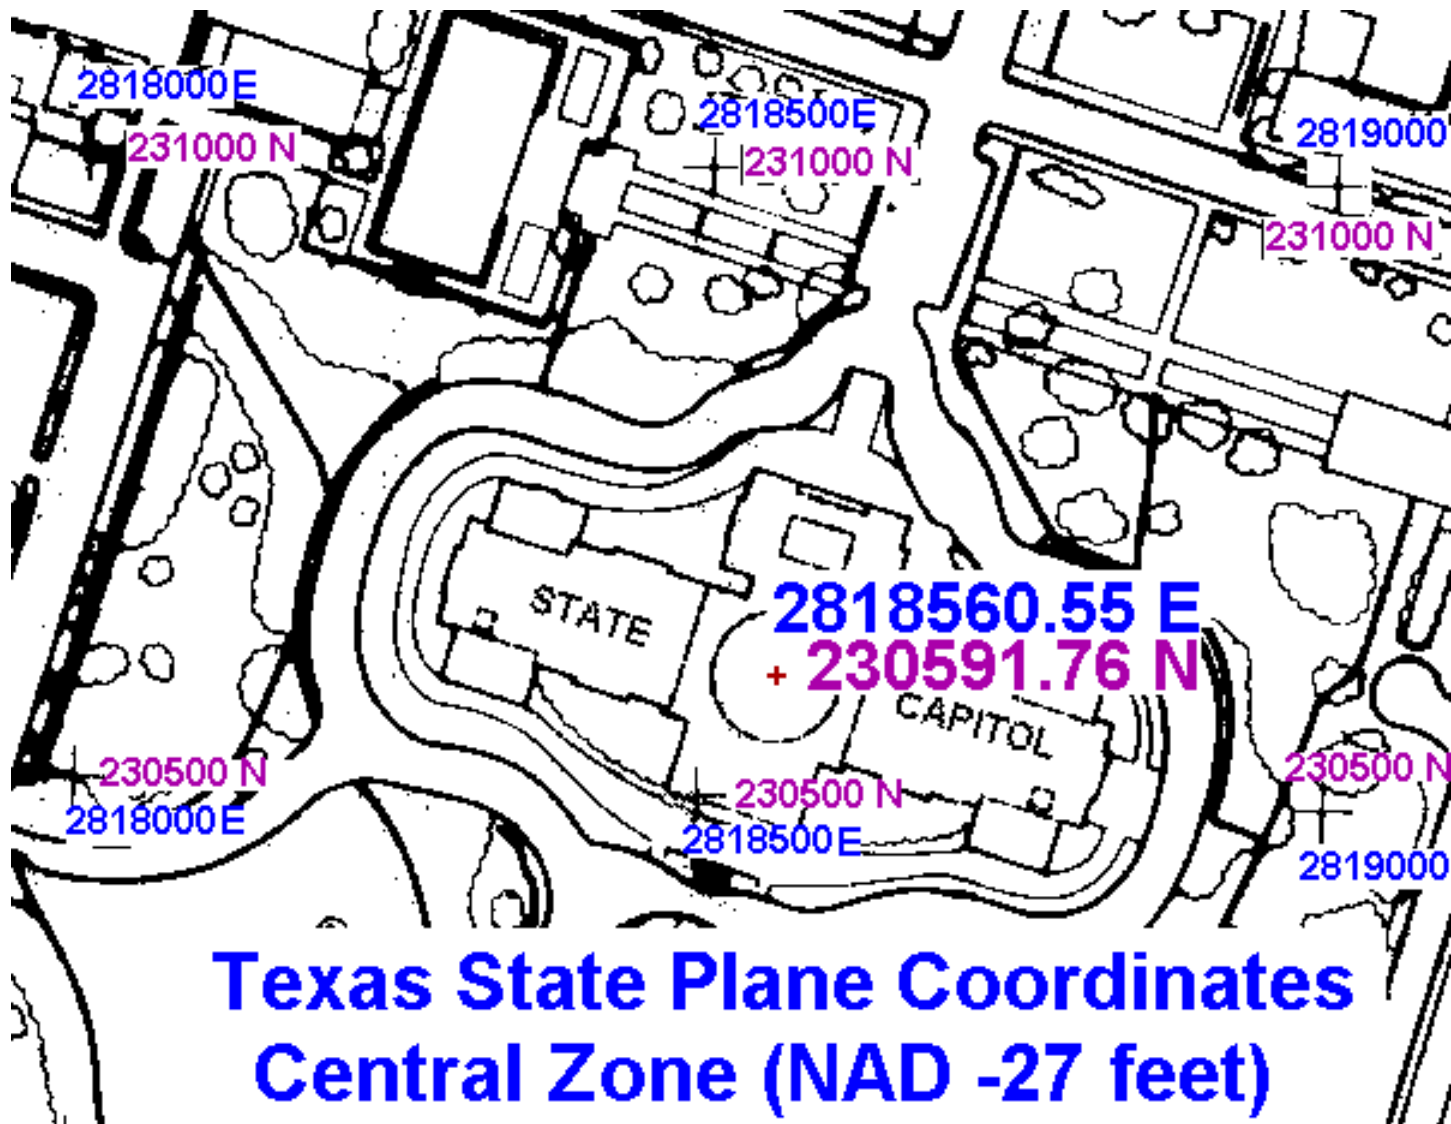 2818000E
231000 N
2818500E
231000 N
2819000
231000 N
STATE
2818560.55 E
230591.76 N
CAPITOL
230500 N
2818000E
230500 N
2818500E
230500 N
2819000
Texas State Plane Coordinates
Central Zone (NAD -27 feet)